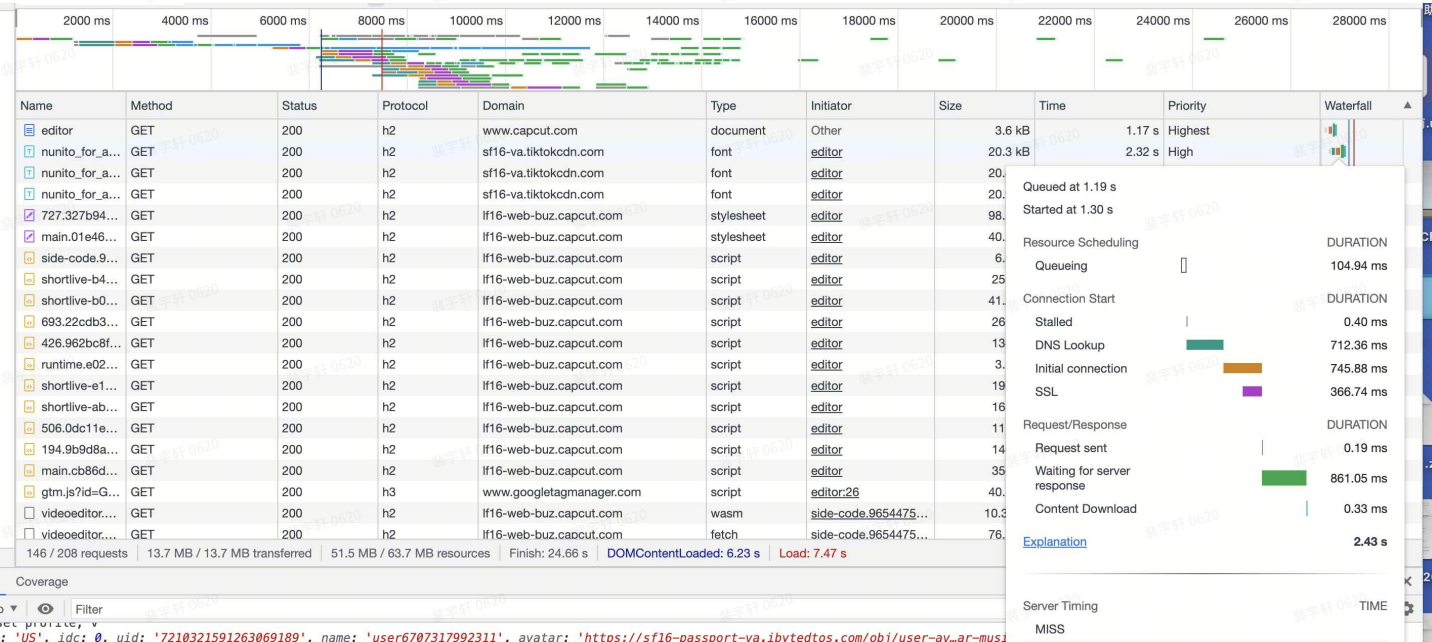 2000 ms 4000 ms 6000 ms 8000 ms 10000 ms 12000 ms 14000 ms 16000 ms 18000 ms 20000 ms 22000 ms 24000 ms 26000 ms 28000 ms
Name Method Status Protocol Domain Type Initiator Size Time Priority Waterfall ▲
editor GET 200 h2 www.capcut.com document Other 3.6 kB 1.17 s Highest
nunito_for_a... GET 200 h2 sf16-va.tiktokcdn.com font editor 20.3 kB 2.32 s High
nunito_for_a... GET 200 h2 sf16-va.tiktokcdn.com font editor 20.
nunito_for_a... GET 200 h2 sf16-va.tiktokcdn.com font editor 20.
727.327b94... GET 200 h2 lf16-web-buz.capcut.com stylesheet editor 98.
main.01e46... GET 200 h2 lf16-web-buz.capcut.com stylesheet editor 40.
side-code.9... GET 200 h2 lf16-web-buz.capcut.com script editor 6.
shortlive-b4... GET 200 h2 lf16-web-buz.capcut.com script editor 25
shortlive-b0... GET 200 h2 lf16-web-buz.capcut.com script editor 41.
693.22cdb3... GET 200 h2 lf16-web-buz.capcut.com script editor 26
426.962bc8f... GET 200 h2 lf16-web-buz.capcut.com script editor 13
runtime.e02... GET 200 h2 lf16-web-buz.capcut.com script editor 3.
shortlive-e1... GET 200 h2 lf16-web-buz.capcut.com script editor 19
shortlive-ab... GET 200 h2 lf16-web-buz.capcut.com script editor 16
506.0dc11e... GET 200 h2 lf16-web-buz.capcut.com script editor 11
194.9b9d8a... GET 200 h2 lf16-web-buz.capcut.com script editor 14
main.cb86d... GET 200 h2 lf16-web-buz.capcut.com script editor 35
gtm.js?id=G... GET 200 h3 www.googletagmanager.com script editor:26 40.
videoeditor.... GET 200 h2 lf16-web-buz.capcut.com wasm side-code.9654475... 10.3
videoeditor.... GET 200 h2 lf16-web-buz.capcut.com fetch side-code.9654475... 76.
Queued at 1.19 s
Started at 1.30 s
Resource Scheduling DURATION
Queueing 104.94 ms
Connection Start DURATION
Stalled 0.40 ms
DNS Lookup 712.36 ms
Initial connection 745.88 ms
SSL 366.74 ms
Request/Response DURATION
Request sent 0.19 ms
Waiting for server
response 861.05 ms
Content Download 0.33 ms
Explanation 2.43 s
Server Timing TIME
MISS
146 / 208 requests 13.7 MB / 13.7 MB transferred 51.5 MB / 63.7 MB resources Finish: 24.66 s DOMContentLoaded: 6.23 s Load: 7.47 s
Coverage
Filter
: 'US', idc: 0, uid: '7210321591263069189', name: 'user6707317992311', avatar: 'https://sf16-passport-va.ibytedtos.com/obj/user-av…ar-musi